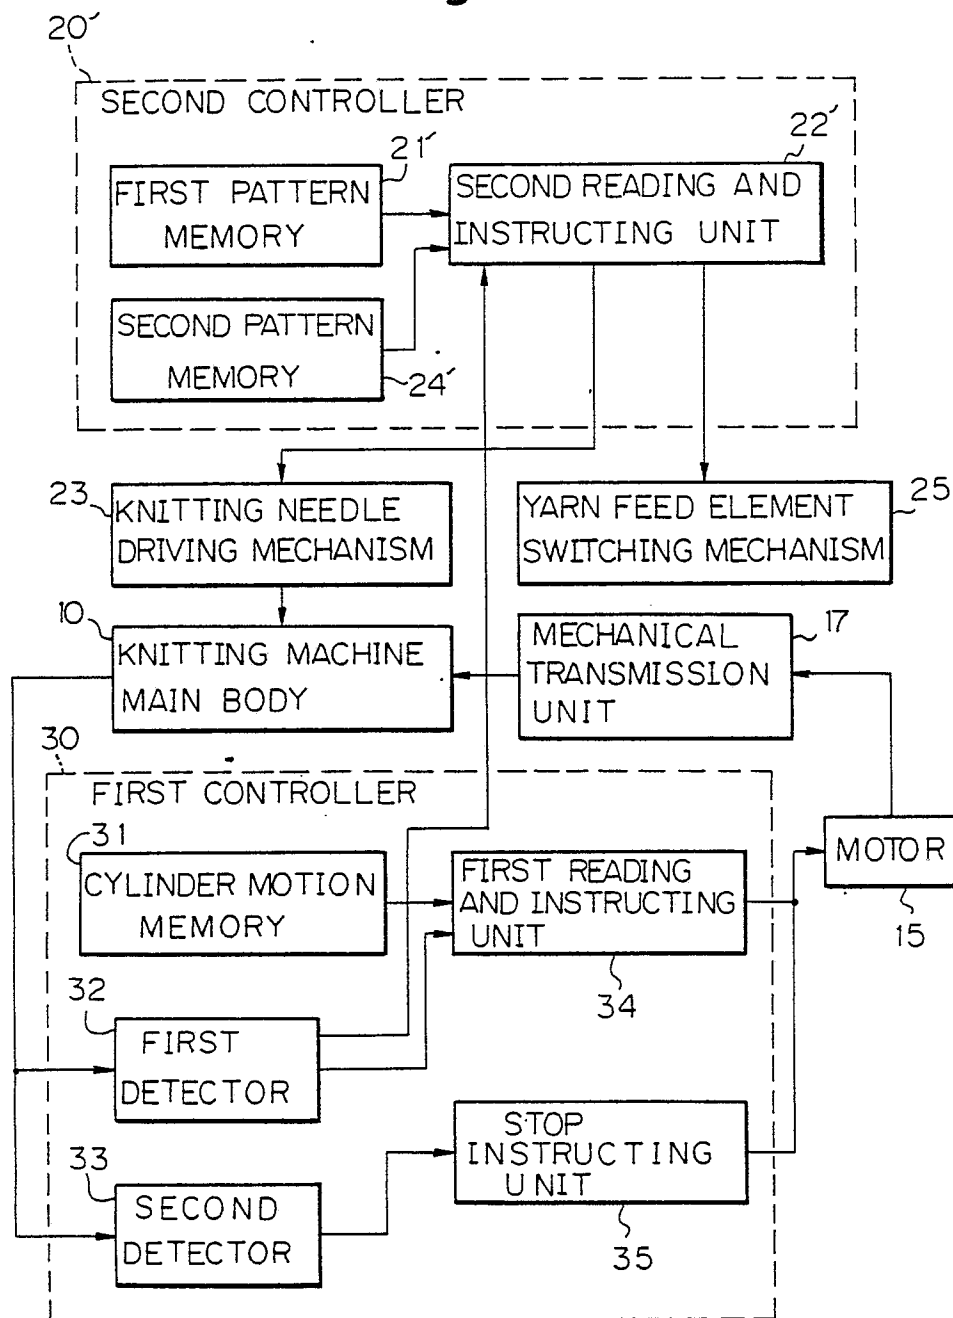 20′
SECOND CONTROLLER
21′
22′
FIRST PATTERN
MEMORY
SECOND READING AND
INSTRUCTING UNIT
SECOND PATTERN
MEMORY
24′
23
KNITTING NEEDLE
DRIVING MECHANISM
YARN FEED ELEMENT
SWITCHING MECHANISM
25
10
KNITTING MACHINE
MAIN BODY
MECHANICAL
TRANSMISSION
UNIT
17
30
FIRST CONTROLLER
31
CYLINDER MOTION
MEMORY
FIRST READING
AND INSTRUCTING
UNIT
34
MOTOR
15
32
FIRST
DETECTOR
33
SECOND
DETECTOR
STOP
INSTRUCTING
UNIT
35